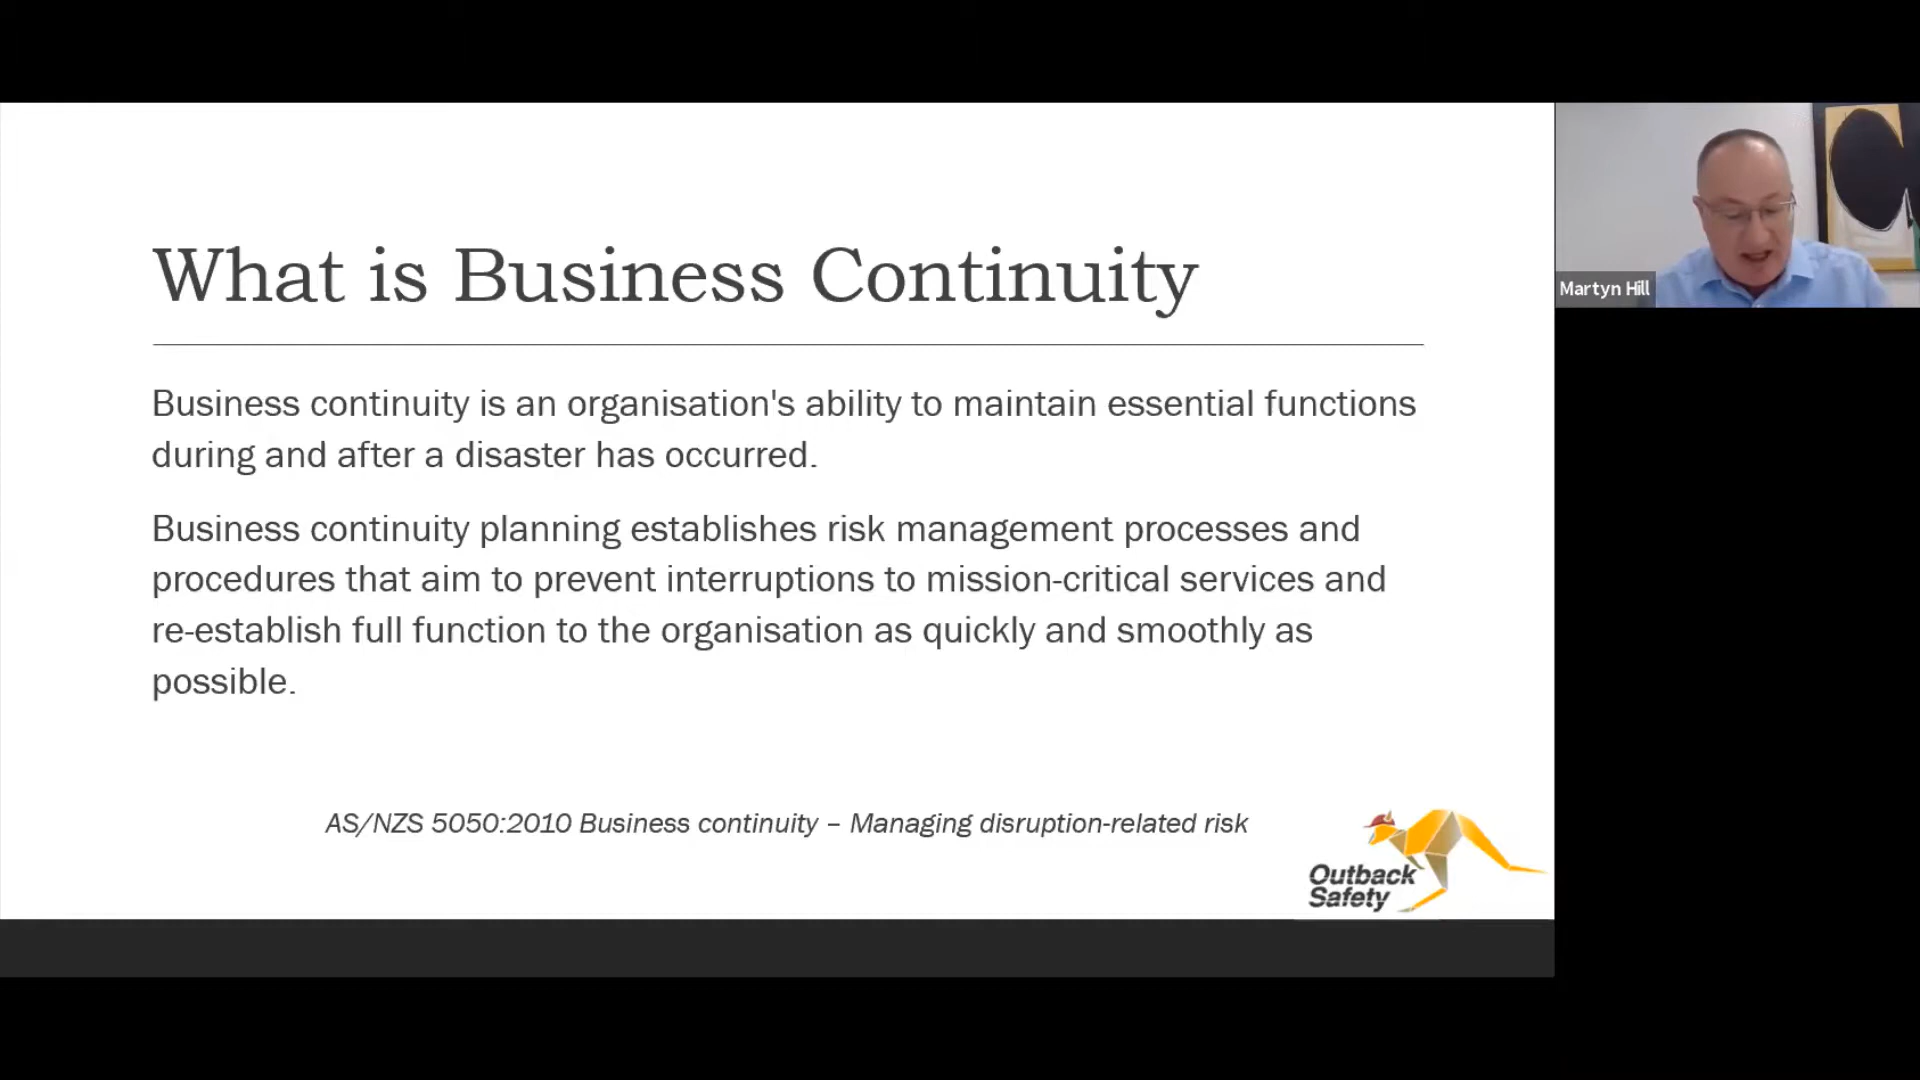 What is Business Continuity
Business continuity is an organisation's ability to maintain essential functions
during and after a disaster has occurred.
Business continuity planning establishes risk management processes and
procedures that aim to prevent interruptions to mission-critical services and
re-establish full function to the organisation as quickly and smoothly as
possible.
AS/NZS 5050:2010 Business continuity – Managing disruption-related risk
Outback
Safety
Martyn Hill